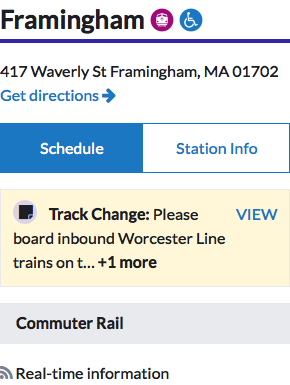 Framingham
417 Waverly St Framingham, MA 01702
Get directions
Schedule
Station Info
Track Change: Please VIEW
board inbound Worcester Line
trains on t... +1 more
Commuter Rail
Real-time information